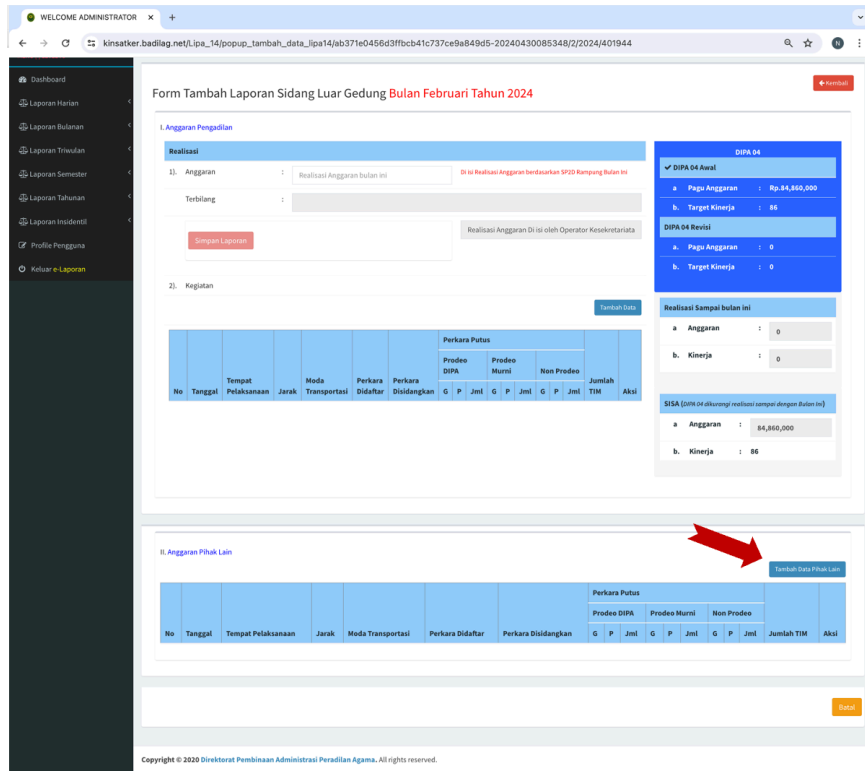 WELCOME ADMINISTRATOR
kinsatker.badilag.net/Lipa_14/popup_tambah_data_lipa14/ab371e0456d3ffbcb41c737ce9a849d5-20240430085348/2/2024/401944
N
Dashboard
Laporan Harian
Laporan Bulanan
Laporan Triwulan
Laporan Semester
Laporan Tahunan
Laporan Insidentil
Profile Pengguna
Keluar e-Laporan
Form Tambah Laporan Sidang Luar Gedung Bulan Februari Tahun 2024
Kembali
I. Anggaran Pengadilan
Realisasi
1). Anggaran : Realisasi Anggaran bulan ini Di isi Realisasi Anggaran berdasarkan SP2D Rampung Bulan Ini
Terbilang :
Simpan Laporan Realisasi Anggaran Di isi oleh Operator Kesekretariata
2). Kegiatan
Tambah Data
No Tanggal Tempat Pelaksanaan Jarak Moda Transportasi Perkara Didaftar Perkara Disidangkan Perkara Putus Jumlah TIM Aksi
Prodeo DIPA Prodeo Murni Non Prodeo
G P Jml G P Jml G P Jml
DIPA 04
DIPA 04 Awal
a Pagu Anggaran : Rp.84,860,000
b. Target Kinerja : 86
DIPA 04 Revisi
a. Pagu Anggaran : 0
b. Target Kinerja : 0
Realisasi Sampai bulan ini
a Anggaran : 0
b. Kinerja : 0
SISA (DIPA 04 dikurangi realisasi sampai dengan Bulan Ini)
a Anggaran : 84,860,000
b. Kinerja : 86
II. Anggaran Pihak Lain
Tambah Data Pihak Lain
No Tanggal Tempat Pelaksanaan Jarak Moda Transportasi Perkara Didaftar Perkara Disidangkan Perkara Putus Jumlah TIM Aksi
Prodeo DIPA Prodeo Murni Non Prodeo
G P Jml G P Jml G P Jml
Batal
Copyright © 2020 Direktorat Pembinaan Administrasi Peradilan Agama. All rights reserved.